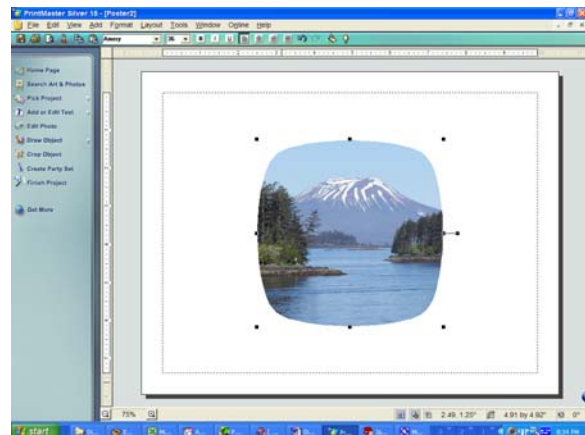 PrintMaster Silver 18 - [Poster2]
File Edit View Add Format Layout Tools Window Online Help
Home Page
Search Art & Photos
Pick Project
Add or Edit Text
Edit Photo
Draw Object
Crop Object
Create Party Set
Finish Project
Get More
75%
2.49, 1.25"
4.91 by 4.92"
0°
start